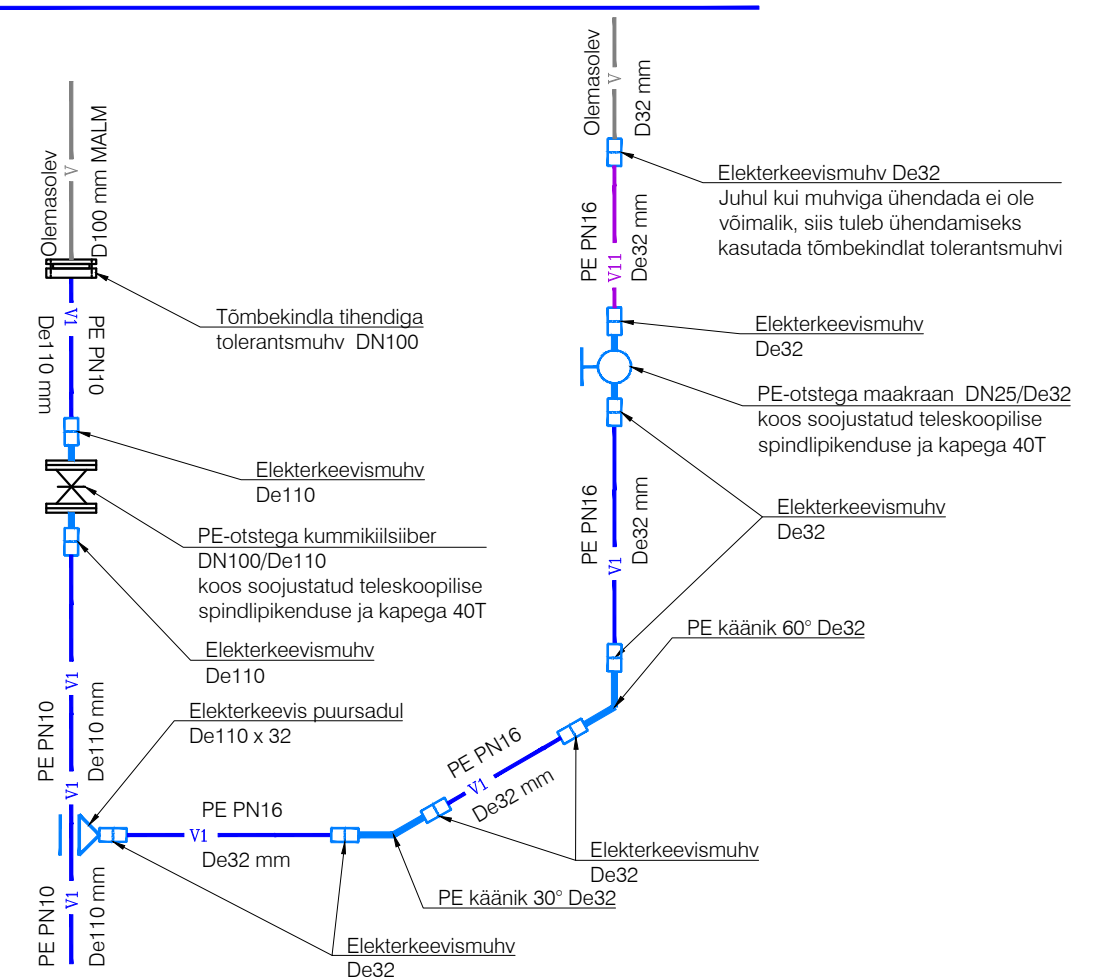 Olemasolev
V
D100 mm MALM
V1
PE PN10
De110 mm
Tõmbekindla tihendiga
tolerantsmuhv DN100
Elekterkeevismuhv
De110
PE-otstega kummikiilsiiber
DN100/De110
koos soojustatud teleskoopilise
spindlipikenduse ja kapega 40T
Elekterkeevismuhv
De110
V1
PE PN10
De110 mm
V1
Elekterkeevis puursadul
De110 x 32
PE PN10
V1
De110 mm
PE PN16
V1
De32 mm
Elekterkeevismuhv
De32
PE käänik 30° De32
PE PN16
V1
De32 mm
Elekterkeevismuhv
De32
PE käänik 60° De32
PE PN16
V1
De32 mm
Elekterkeevismuhv
De32
PE-otstega maakraan DN25/De32
koos soojustatud teleskoopilise
spindlipikenduse ja kapega 40T
Elekterkeevismuhv
De32
PE PN16
V11
De32 mm
Elekterkeevismuhv De32
Juhul kui muhviga ühendada ei ole
võimalik, siis tuleb ühendamiseks
kasutada tõmbekindlat tolerantsmuhvi
Olemasolev
V
D32 mm